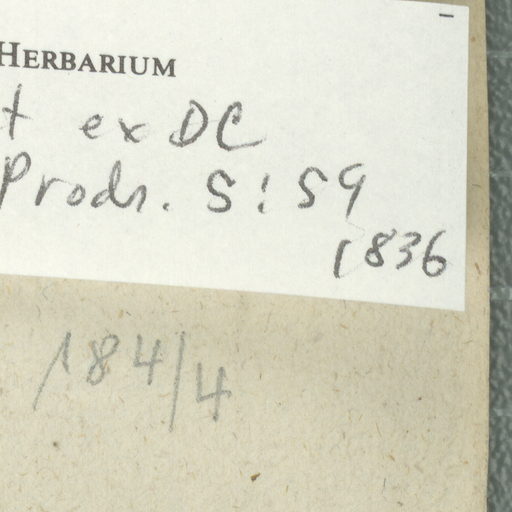 HERBARIUM
t ex DC
Prodr. 5: 59
1836
184/4